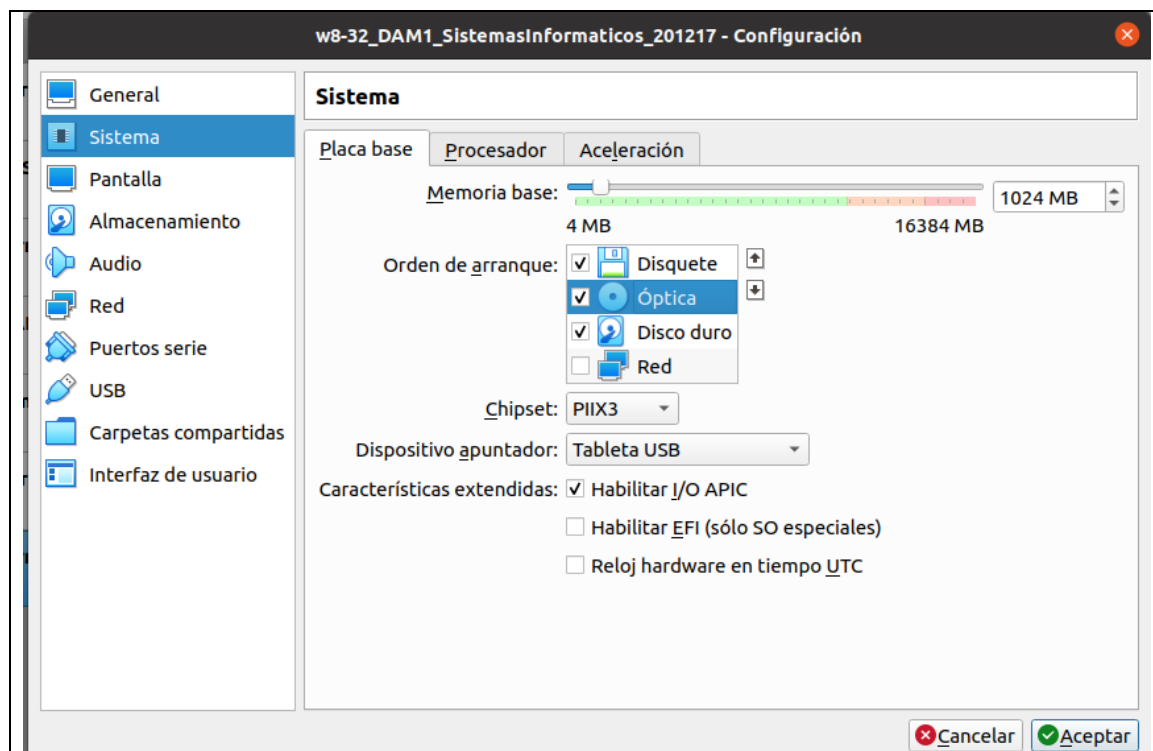 w8-32_DAM1_SistemasInformaticos_201217 - Configuración
General
Sistema
Pantalla
Almacenamiento
Audio
Red
Puertos serie
USB
Carpetas compartidas
Interfaz de usuario
Sistema
Placa base Procesador Aceleración
Memoria base: 1024 MB
4 MB 16384 MB
Orden de arranque: Disquete
Óptica
Disco duro
Red
Chipset: PIIX3
Dispositivo apuntador: Tableta USB
Características extendidas: Habilitar I/O APIC
Habilitar EFI (sólo SO especiales)
Reloj hardware en tiempo UTC
Cancelar Aceptar